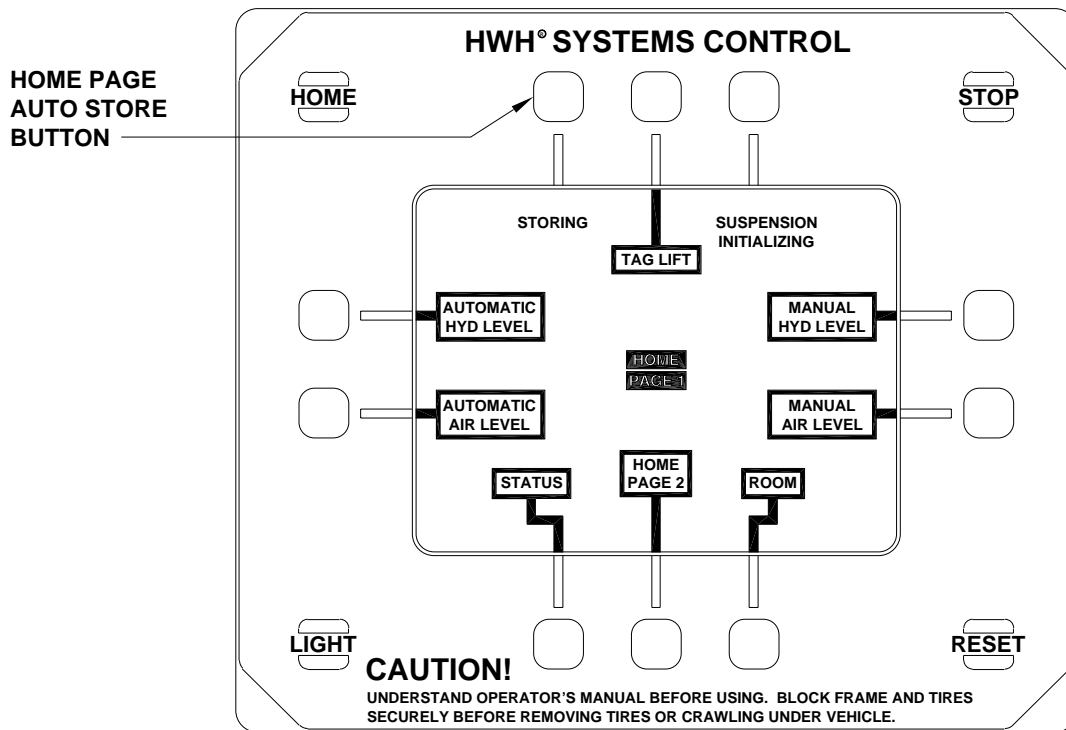 HWH® SYSTEMS CONTROL
HOME PAGE
AUTO STORE
BUTTON
HOME
STOP
STORING
SUSPENSION
INITIALIZING
TAG LIFT
AUTOMATIC
HYD LEVEL
MANUAL
HYD LEVEL
HOME
PAGE 1
AUTOMATIC
AIR LEVEL
MANUAL
AIR LEVEL
STATUS
HOME
PAGE 2
ROOM
LIGHT
RESET
CAUTION!
UNDERSTAND OPERATOR'S MANUAL BEFORE USING. BLOCK FRAME AND TIRES
SECURELY BEFORE REMOVING TIRES OR CRAWLING UNDER VEHICLE.